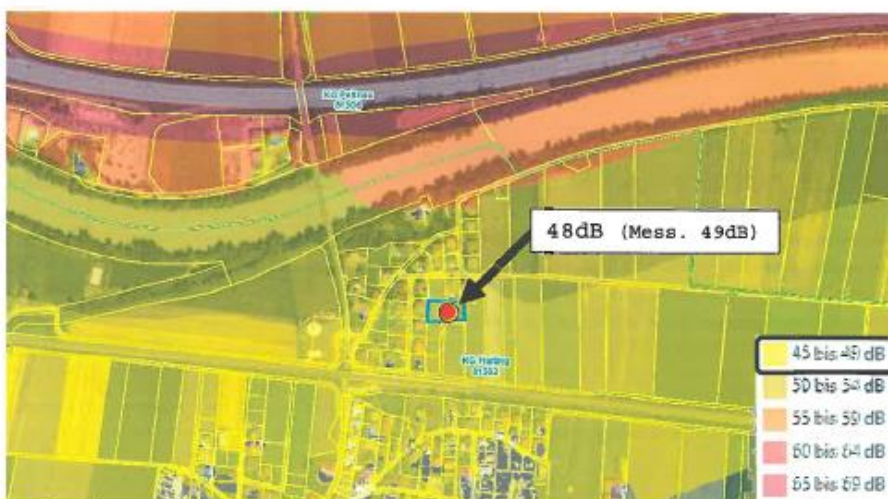 KG Pettnau
81306
48dB (Mess. 49dB)
KG Hatting
81302
45 bis 49 dB
50 bis 54 dB
55 bis 59 dB
60 bis 64 dB
65 bis 69 dB